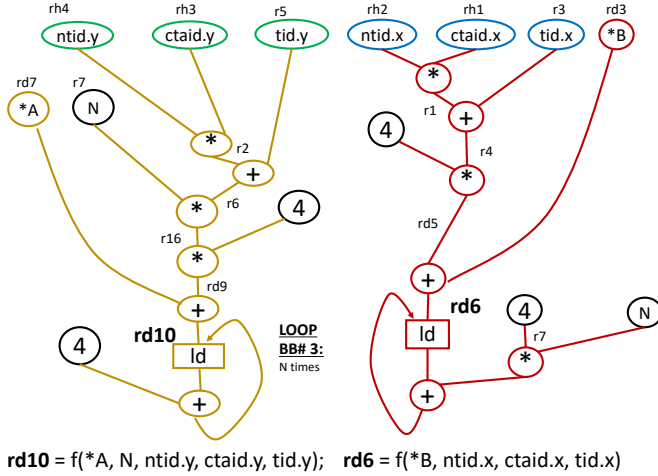 rh4 rh3 r5 rh2 rh1 r3 rd3
ntid.y ctaid.y tid.y ntid.x ctaid.x tid.x *B
rd7 r7
*A N * *
r1 +
* r2 4 r4
+ *
r6
* 4
r16 rd5
*
rd9 +
+ rd6
rd10 LOOP 4 N
ld BB# 3: ld r7
4 N times *
+ +
rd10 = f(*A, N, ntid.y, ctaid.y, tid.y); rd6 = f(*B, ntid.x, ctaid.x, tid.x)